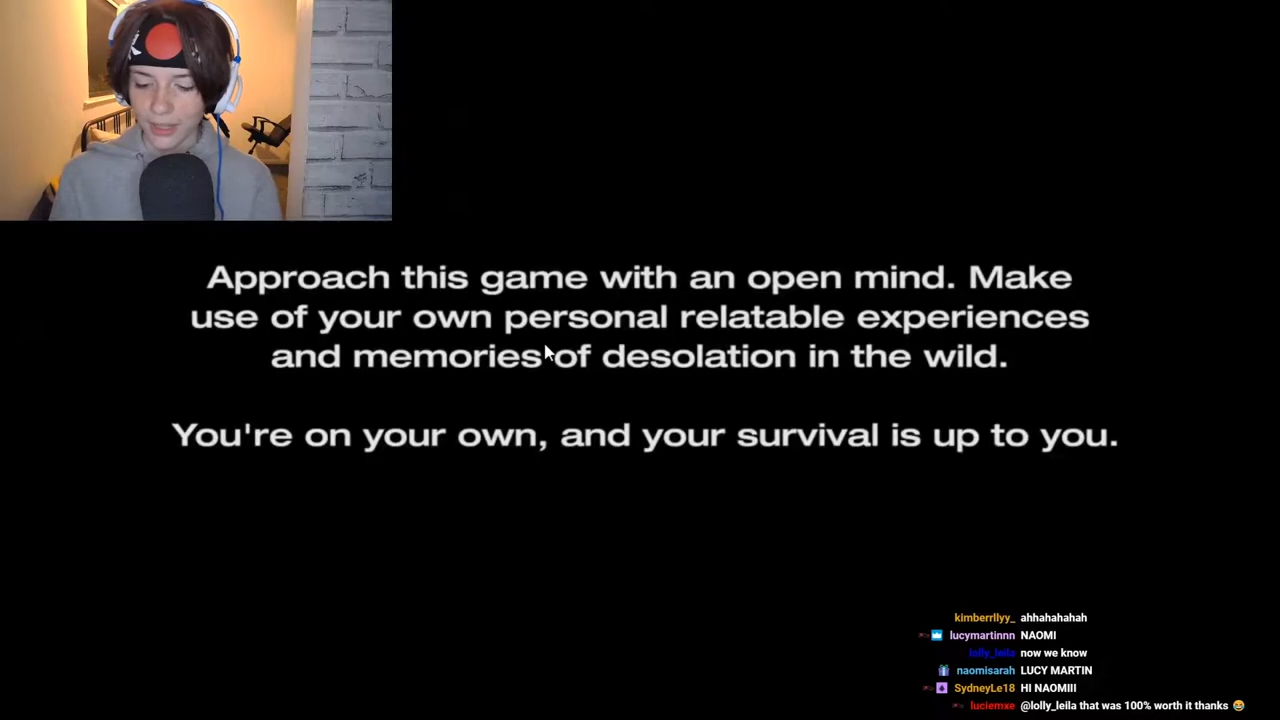 Approach this game with an open mind. Make
use of your own personal relatable experiences
and memories of desolation in the wild.
You're on your own, and your survival is up to you.
kimberrllyy_ ahhahahahah
lucymartinnn NAOMI
lolly_leila now we know
naomisarah LUCY MARTIN
SydneyLe18 HI NAOMIII
luciemxe @lolly_leila that was 100% worth it thanks 😂